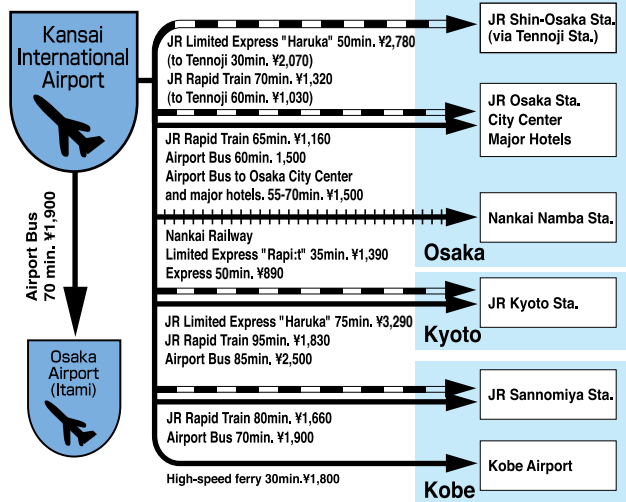 Kansai
International
Airport
Airport Bus
70 min. ¥1,900
Osaka
Airport
(Itami)
JR Limited Express "Haruka" 50min. ¥2,780
(to Tennoji 30min. ¥2,070)
JR Rapid Train 70min. ¥1,320
(to Tennoji 60min. ¥1,030)
JR Shin-Osaka Sta.
(via Tennoji Sta.)
JR Rapid Train 65min. ¥1,160
Airport Bus 60min. 1,500
Airport Bus to Osaka City Center
and major hotels. 55-70min. ¥1,500
JR Osaka Sta.
City Center
Major Hotels
Nankai Railway
Limited Express "Rapi:t" 35min. ¥1,390
Express 50min. ¥890
Nankai Namba Sta.
Osaka
JR Limited Express "Haruka" 75min. ¥3,290
JR Rapid Train 95min. ¥1,830
Airport Bus 85min. ¥2,500
JR Kyoto Sta.
Kyoto
JR Rapid Train 80min. ¥1,660
Airport Bus 70min. ¥1,900
JR Sannomiya Sta.
High-speed ferry 30min.¥1,800
Kobe Airport
Kobe